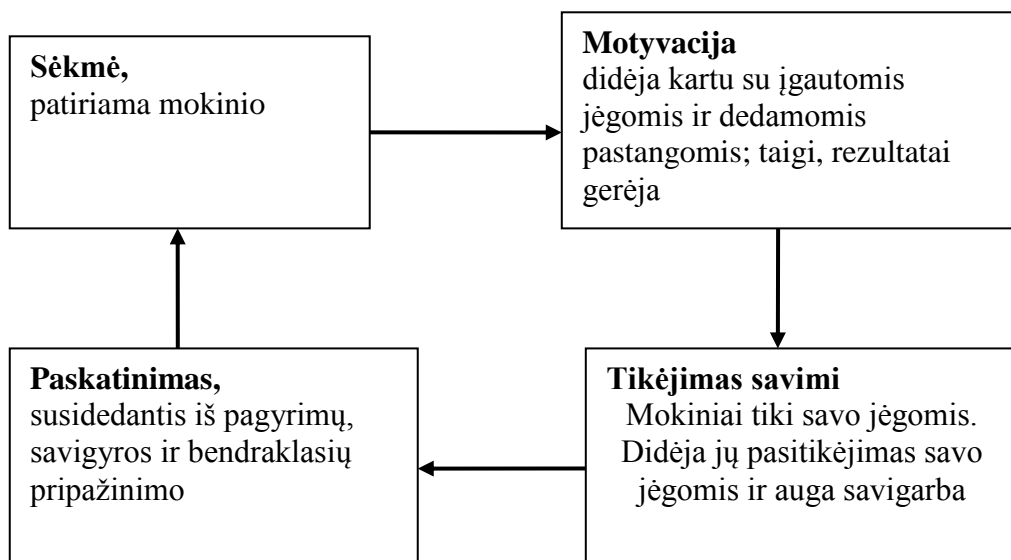 Sėkmė,
patiriama mokinio
Motyvacija
didėja kartu su įgautomis
jėgomis ir dedamomis
pastangomis; taigi, rezultatai
gerėja
Paskatinimas,
susidedantis iš pagyrimų,
savigyros ir bendraklasių
pripažinimo
Tikėjimas savimi
Mokiniai tiki savo jėgomis.
Didėja jų pasitikėjimas savo
jėgomis ir auga savigarba